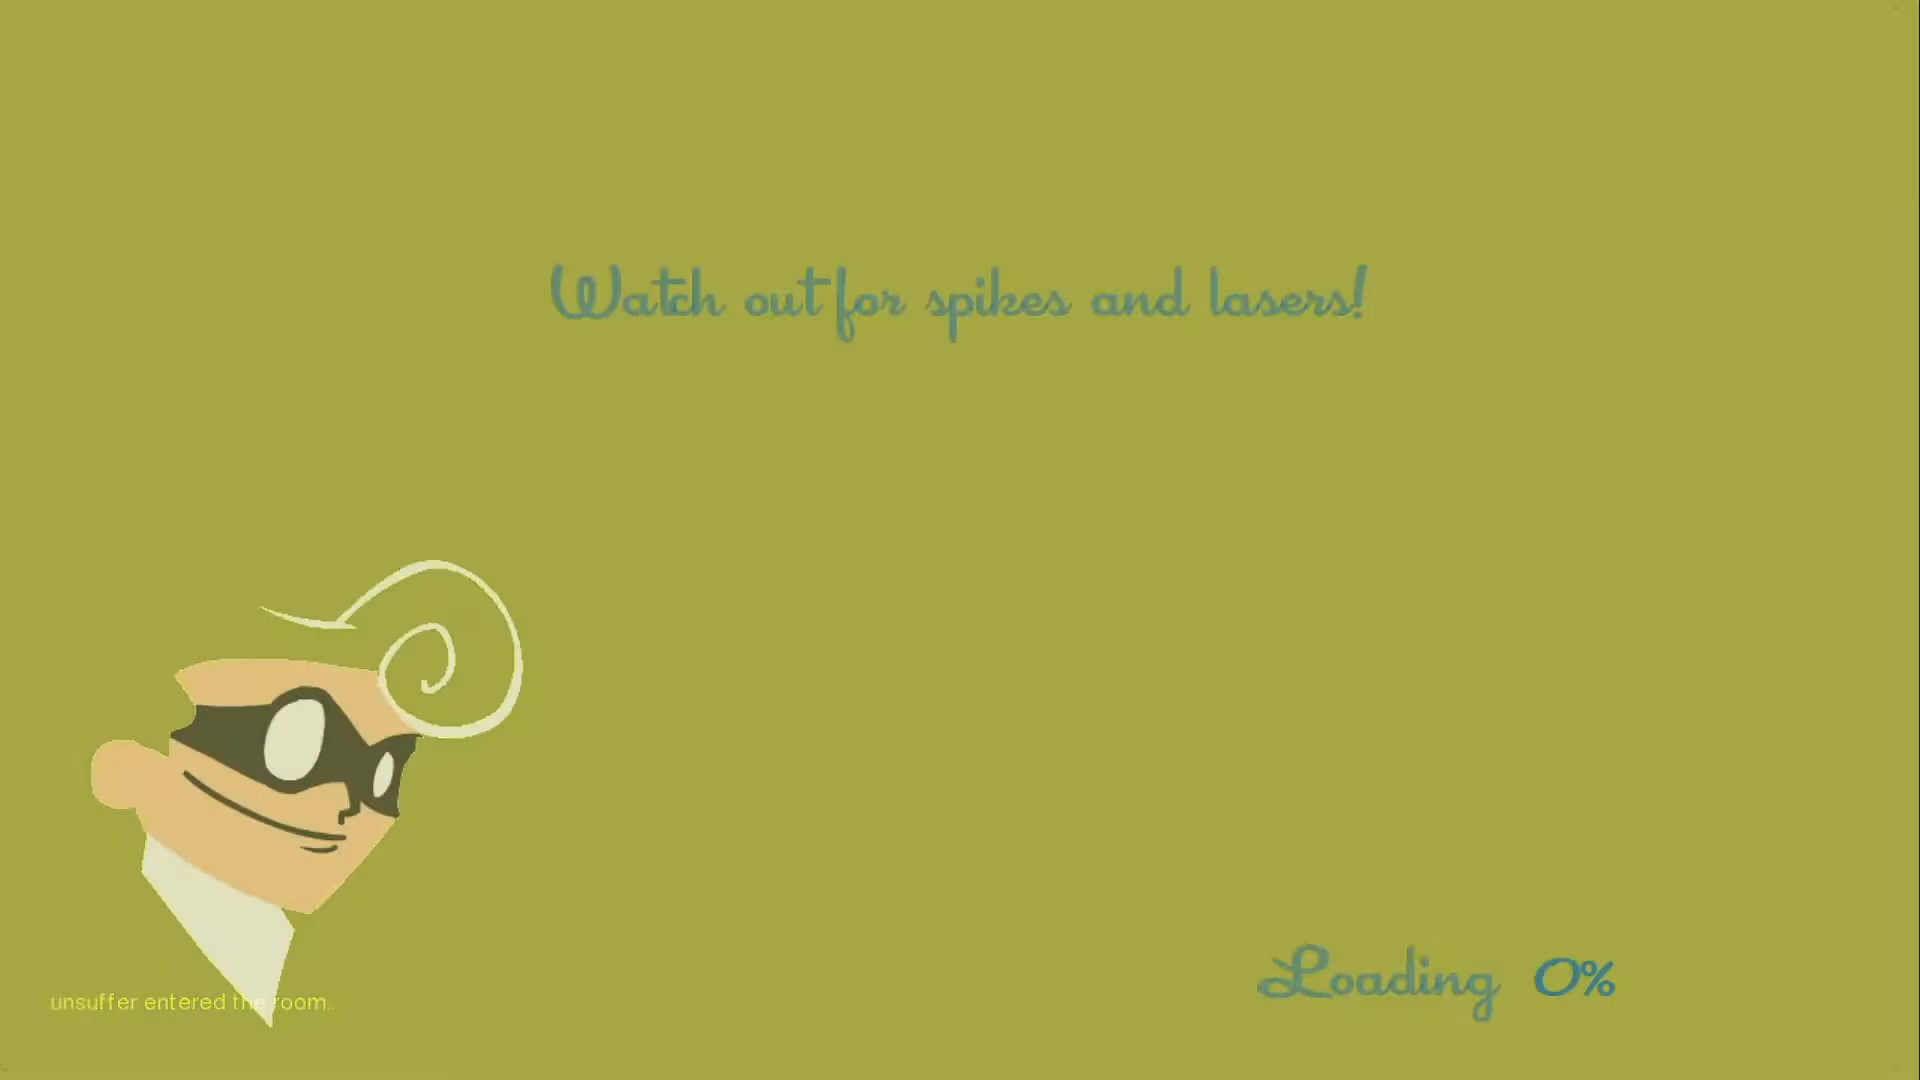 Watch out for spikes and lasers!
Loading 0%
unsuffer entered the room..